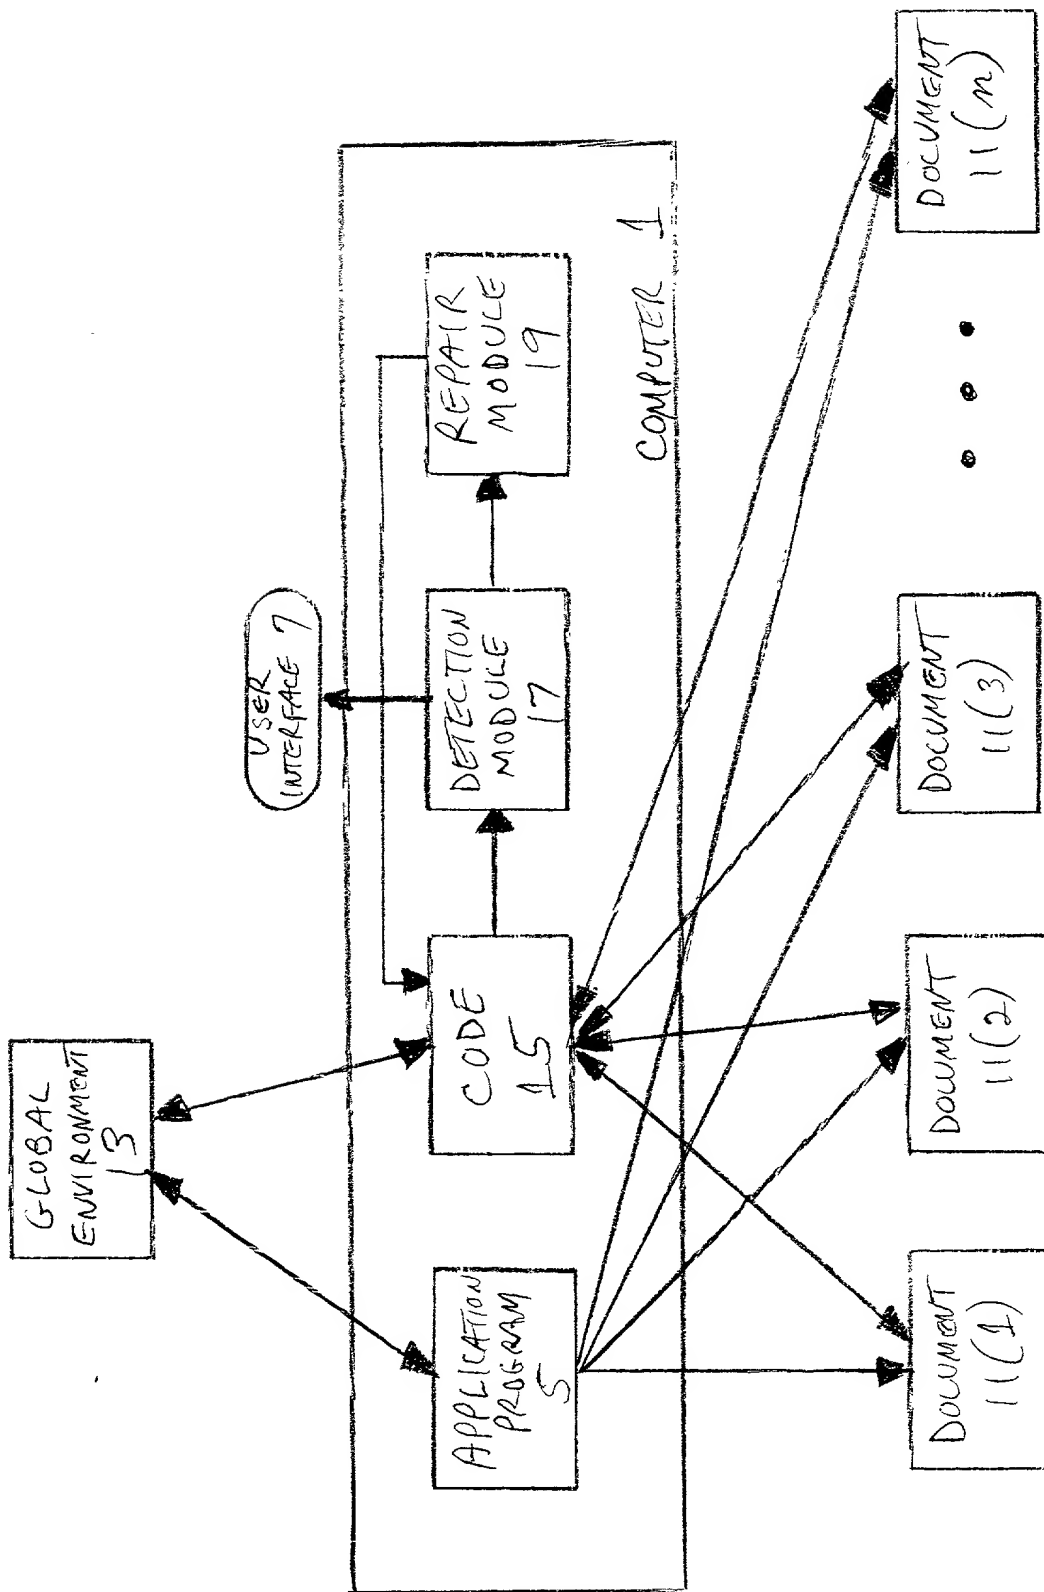 GLOBAL
ENVIRONMENT
13
USER
INTERFACE 7
APPLICATION
PROGRAM
5
CODE
15
DETECTION
MODULE
17
REPAIR
MODULE
19
COMPUTER 1
DOCUMENT
11(1)
DOCUMENT
11(2)
DOCUMENT
11(3)
DOCUMENT
11(n)